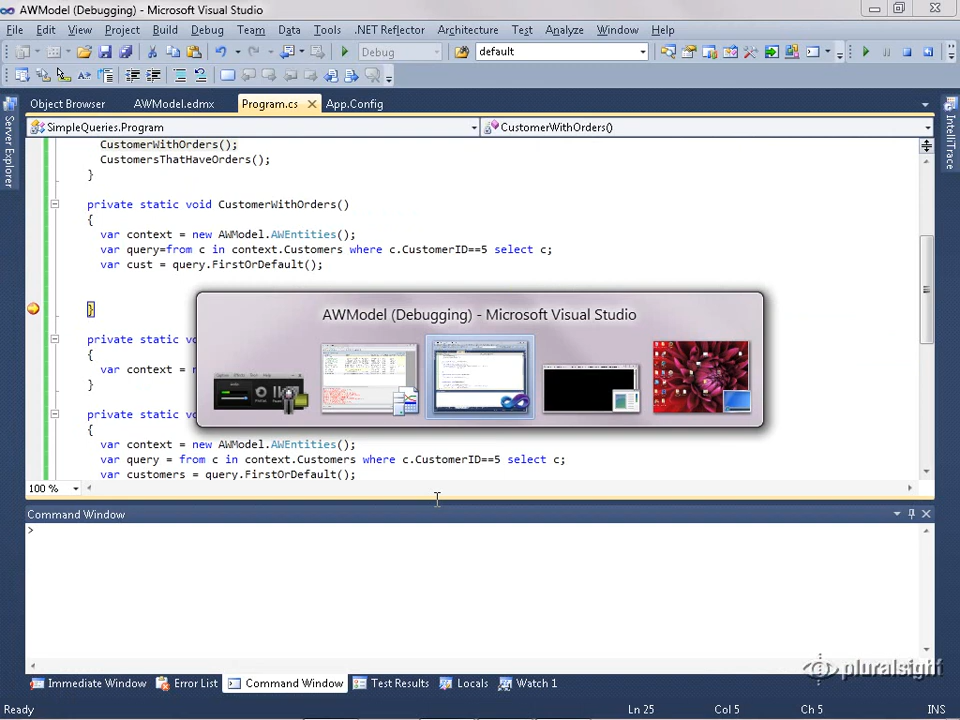 AWModel (Debugging) - Microsoft Visual Studio
File Edit View Project Build Debug Team Data Tools .NET Reflector Architecture Test Analyze Window Help
Debug default
Object Browser AWModel.edmx Program.cs App.Config
SimpleQueries.Program CustomerWithOrders()
CustomerWithOrders();
CustomersThatHaveOrders();
}
private static void CustomerWithOrders()
{
var context = new AWModel.AWEntities();
var query=from c in context.Customers where c.CustomerID==5 select c;
var cust = query.FirstOrDefault();
}
AWModel (Debugging) - Microsoft Visual Studio
private static vo
{
var context = n
}
private static vo
{
var context = new AWModel.AWEntities();
var query = from c in context.Customers where c.CustomerID==5 select c;
var customers = query.FirstOrDefault();
100 %
Command Window
>
Immediate Window Error List Command Window Test Results Locals Watch 1
Ready Ln 25 Col 5 Ch 5 INS
Server Explorer
IntelliTrace
pluralsight